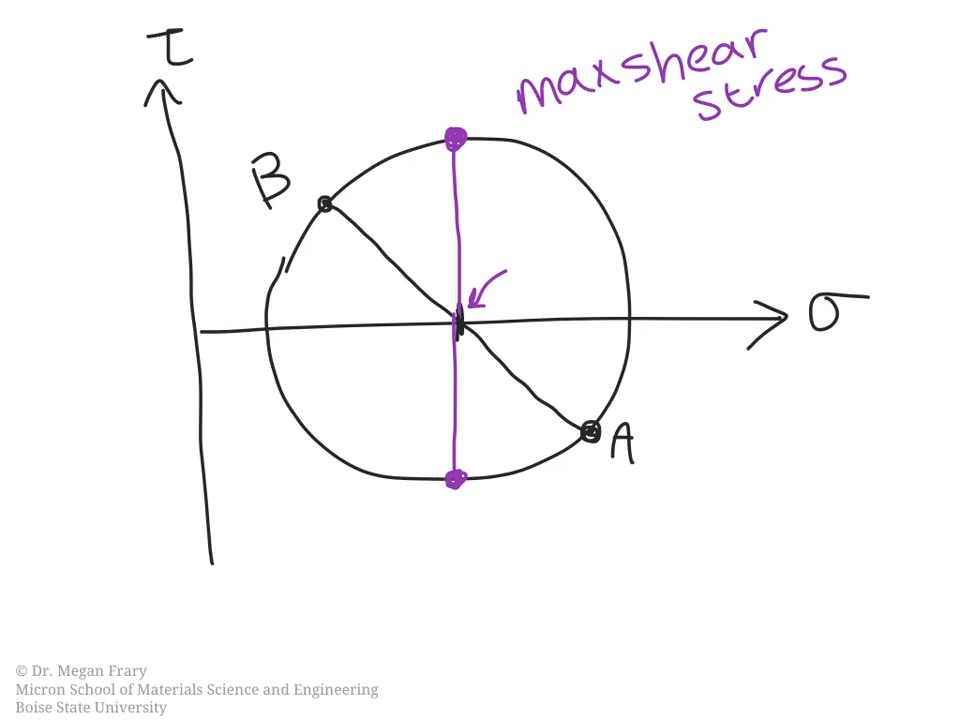 τ
max shear
stress
B
σ
A
© Dr. Megan Frary
Micron School of Materials Science and Engineering
Boise State University